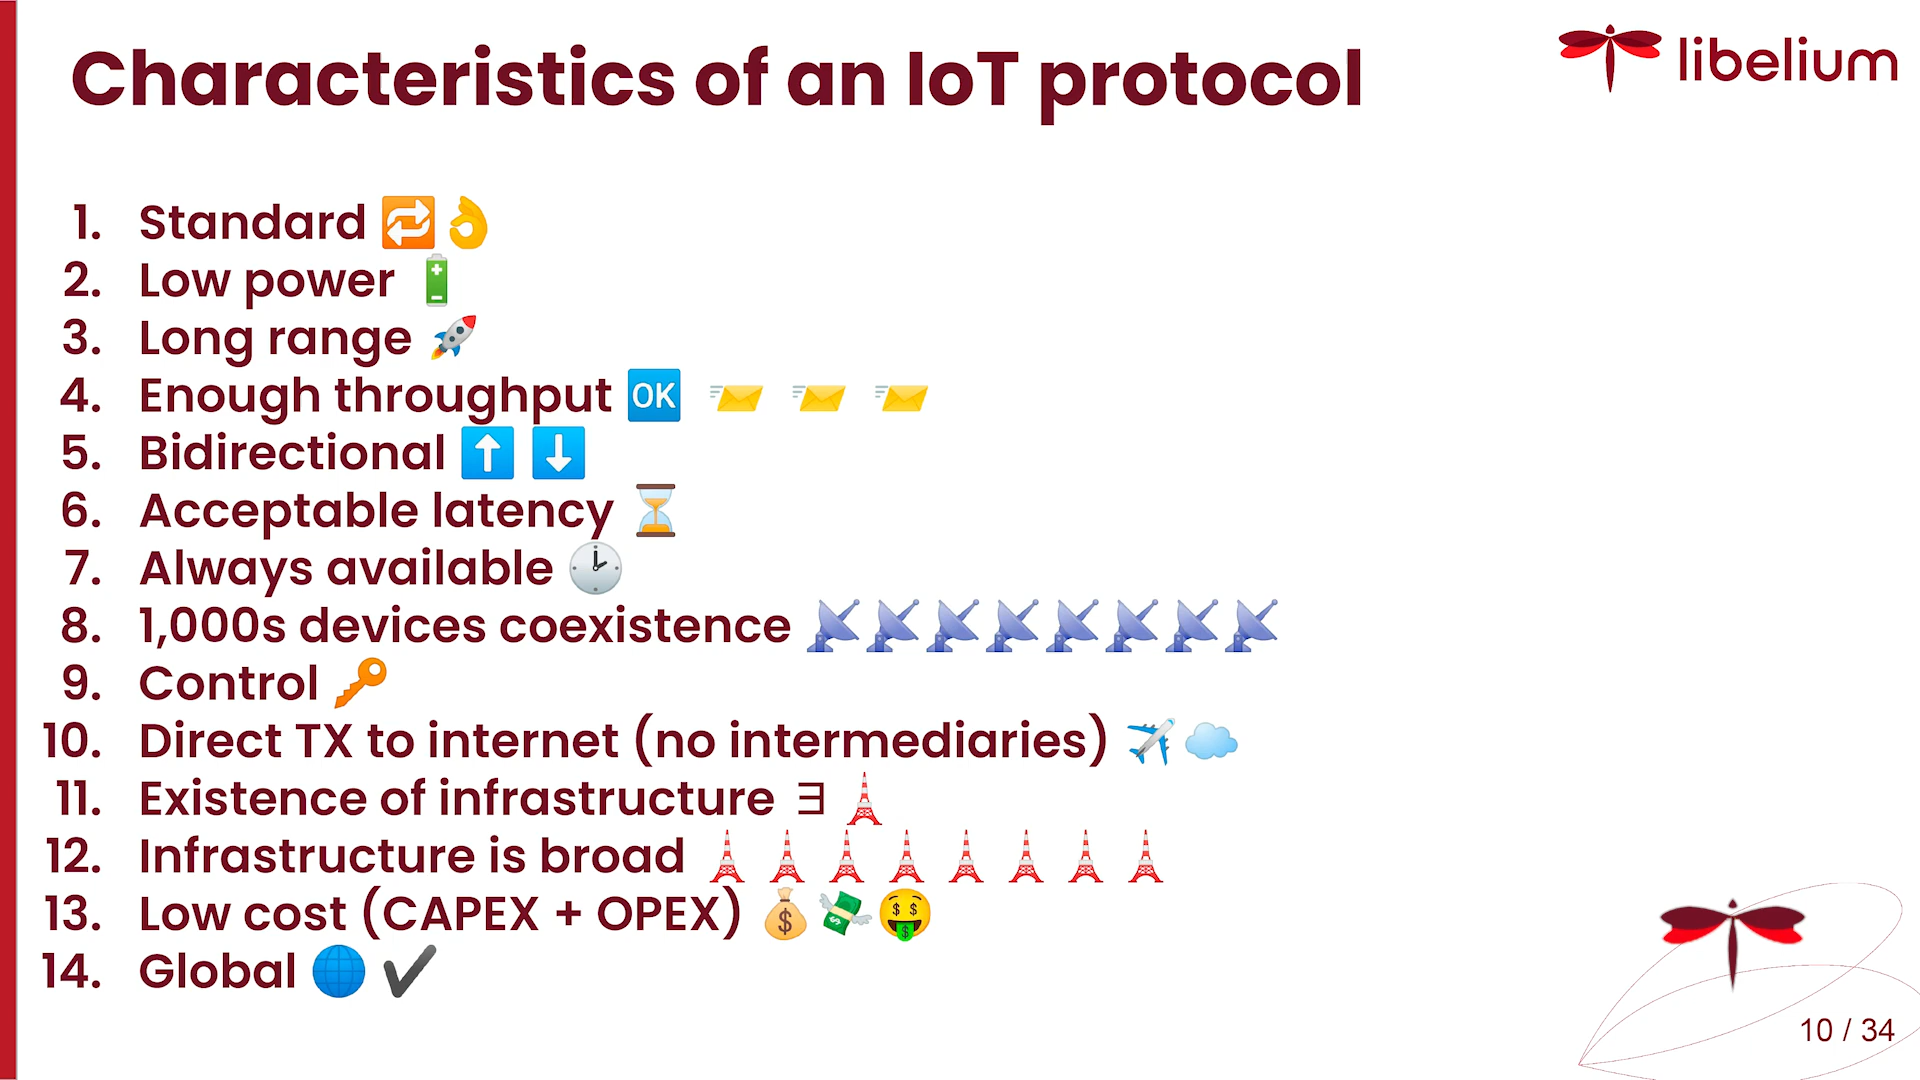 Characteristics of an IoT protocol
libelium
1. Standard 🔁👌
2. Low power 🔋
3. Long range 🚀
4. Enough throughput 🆗 📨 📨 📨
5. Bidirectional ⬆️ ⬇️
6. Acceptable latency ⏳
7. Always available 🕑
8. 1,000s devices coexistence 📡📡📡📡📡📡📡📡
9. Control 🔑
10. Direct TX to internet (no intermediaries) ✈️☁️
11. Existence of infrastructure ∃ 🗼
12. Infrastructure is broad 🗼🗼🗼🗼🗼🗼🗼🗼
13. Low cost (CAPEX + OPEX) 💰💸🤑
14. Global 🌐✔️
10 / 34